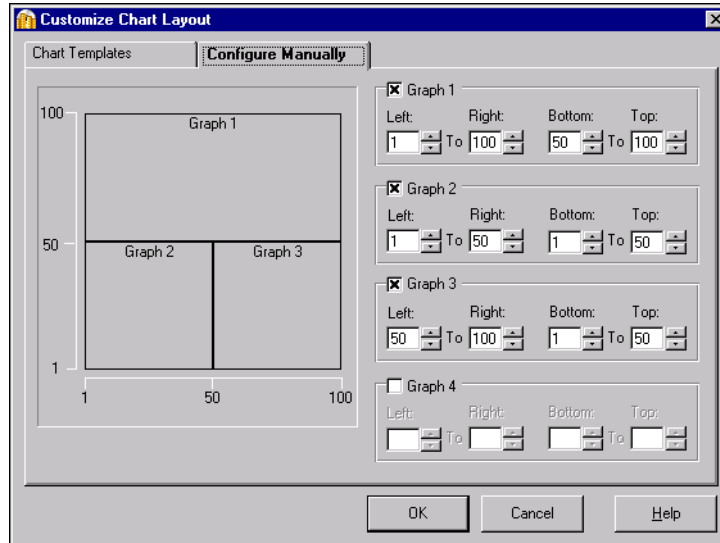 Customize Chart Layout
Chart Templates
Configure Manually
100
50
1
Graph 1
Graph 2
Graph 3
1
50
100
Graph 1
Left: Right: Bottom: Top:
1 To 100 50 To 100
Graph 2
Left: Right: Bottom: Top:
1 To 50 1 To 50
Graph 3
Left: Right: Bottom: Top:
50 To 100 1 To 50
Graph 4
Left: Right: Bottom: Top:
To To
OK
Cancel
Help